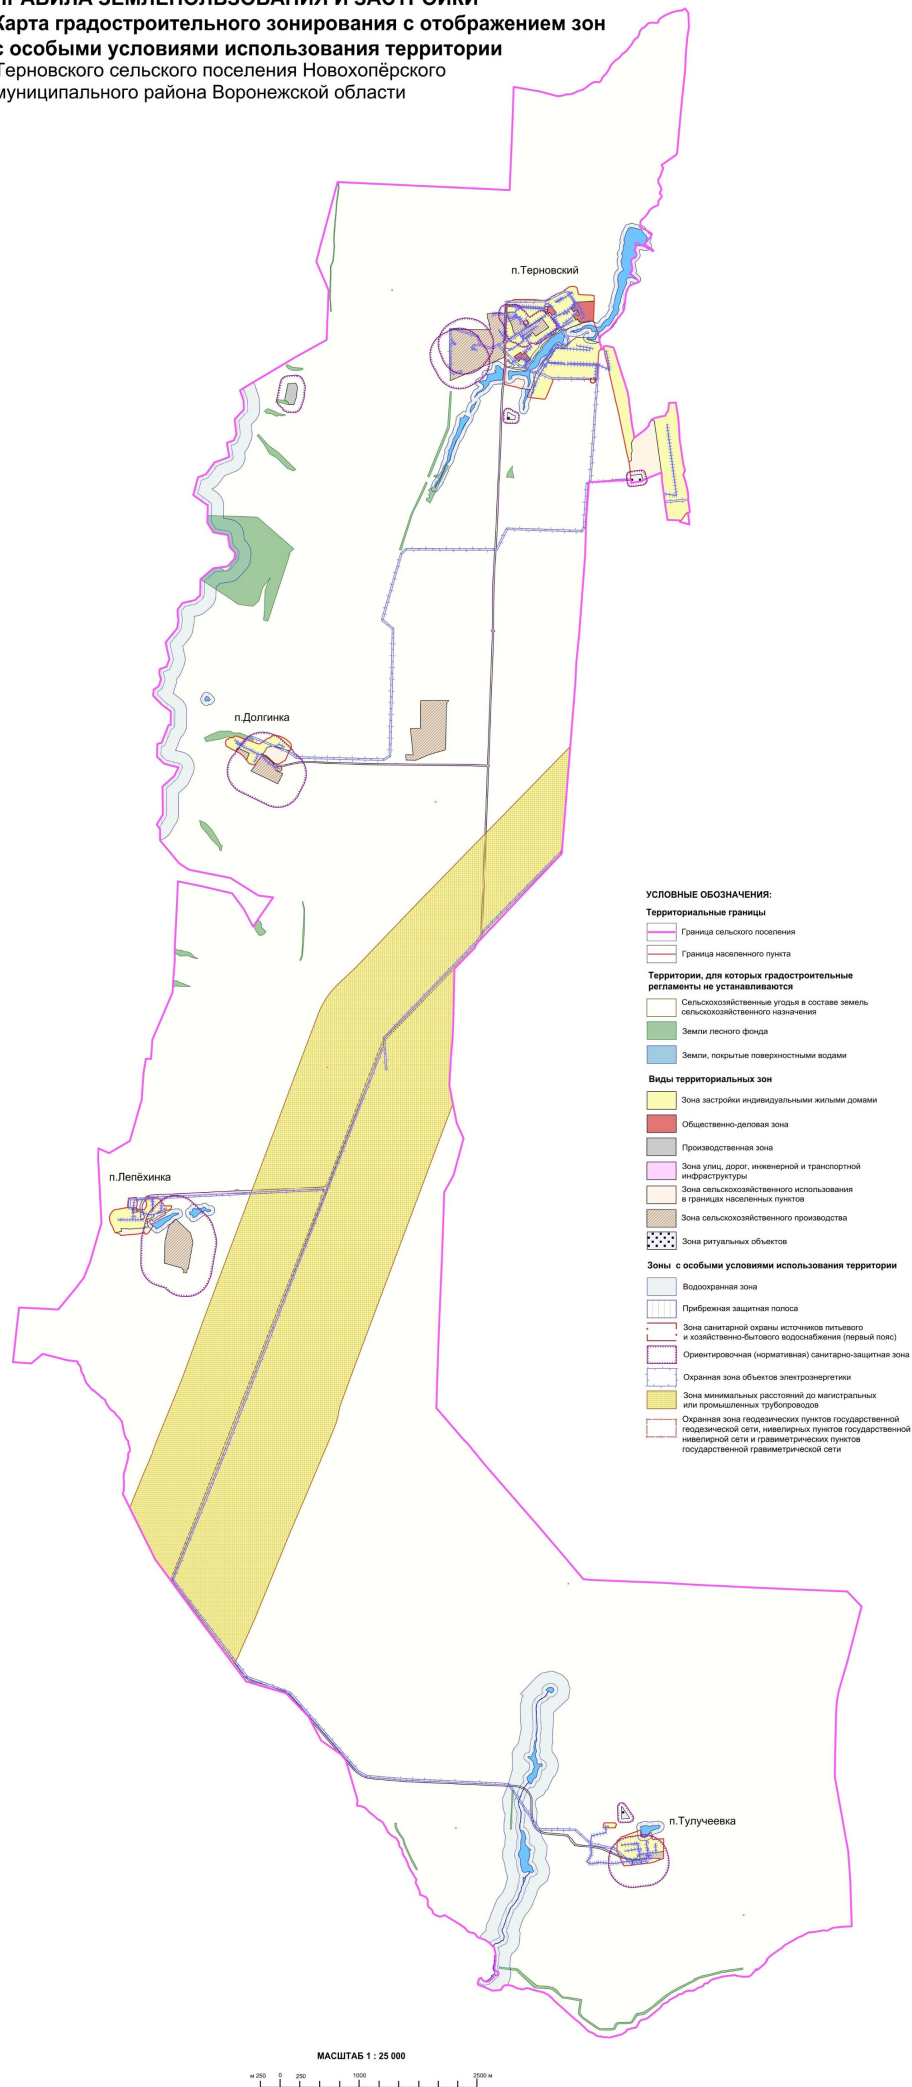 ПРАВИЛА ЗЕМЛЕПОЛЬЗОВАНИЯ И ЗАСТРОЙКИ
Карта градостроительного зонирования с отображением зон
с особыми условиями использования территории
Терновского сельского поселения Новохопёрского
муниципального района Воронежской области
п.Терновский
п.Долгинка
п.Лепёхинка
п.Тулучеевка
УСЛОВНЫЕ ОБОЗНАЧЕНИЯ:
Территориальные границы
Граница сельского поселения
Граница населенного пункта
Территории, для которых градостроительные
регламенты не устанавливаются
Сельскохозяйственные угодья в составе земель
сельскохозяйственного назначения
Земли лесного фонда
Земли, покрытые поверхностными водами
Виды территориальных зон
Зона застройки индивидуальными жилыми домами
Общественно-деловая зона
Производственная зона
Зона улиц, дорог, инженерной и транспортной
инфраструктуры
Зона сельскохозяйственного использования
в границах населенных пунктов
Зона сельскохозяйственного производства
Зона ритуальных объектов
Зоны с особыми условиями использования территории
Водоохранная зона
Прибрежная защитная полоса
Зона санитарной охраны источников питьевого
и хозяйственно-бытового водоснабжения (первый пояс)
Ориентировочная (нормативная) санитарно-защитная зона
Охранная зона объектов электроэнергетики
Зона минимальных расстояний до магистральных
или промышленных трубопроводов
Охранная зона геодезических пунктов государственной
геодезической сети, нивелирных пунктов государственной
нивелирной сети и гравиметрических пунктов
государственной гравиметрической сети
МАСШТАБ 1 : 25 000
м 250 0 250 1000 2500 м